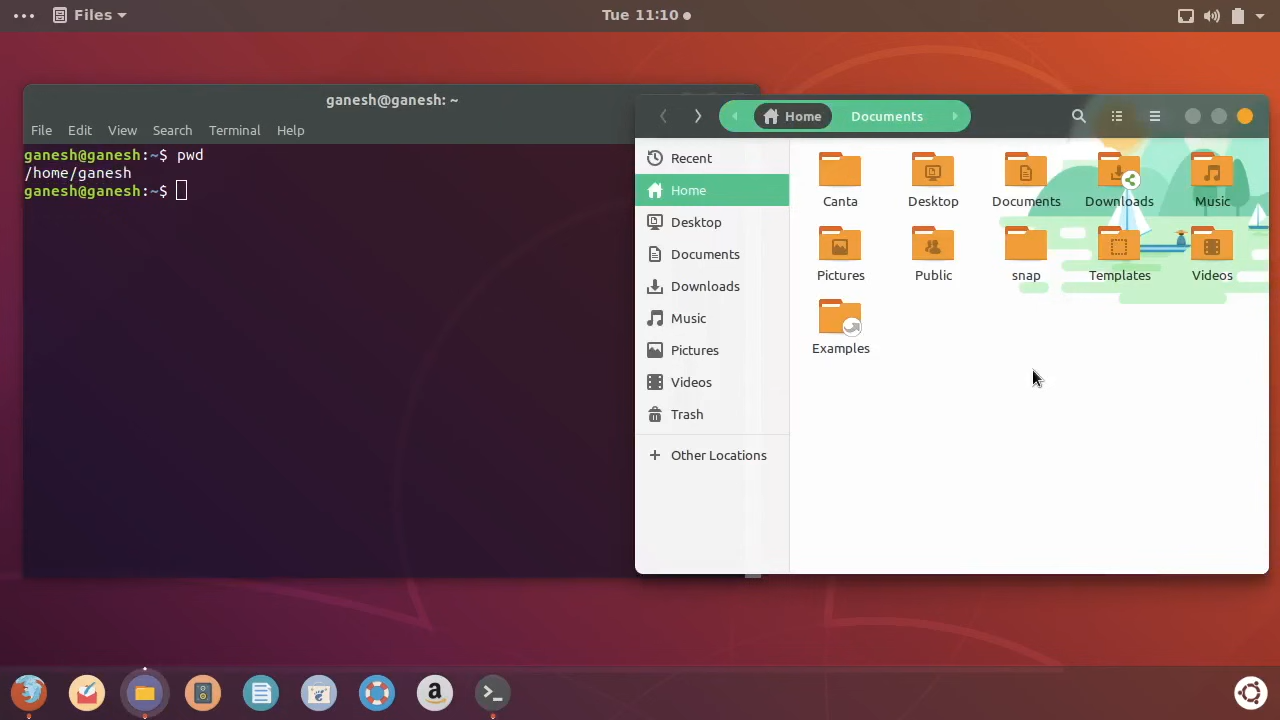 Files
Tue 11:10
ganesh@ganesh: ~
File Edit View Search Terminal Help
ganesh@ganesh:~$ pwd
/home/ganesh
ganesh@ganesh:~$
Home Documents
Recent
Home
Desktop
Documents
Downloads
Music
Pictures
Videos
Trash
+ Other Locations
Canta Desktop Documents Downloads Music
Pictures Public snap Templates Videos
Examples